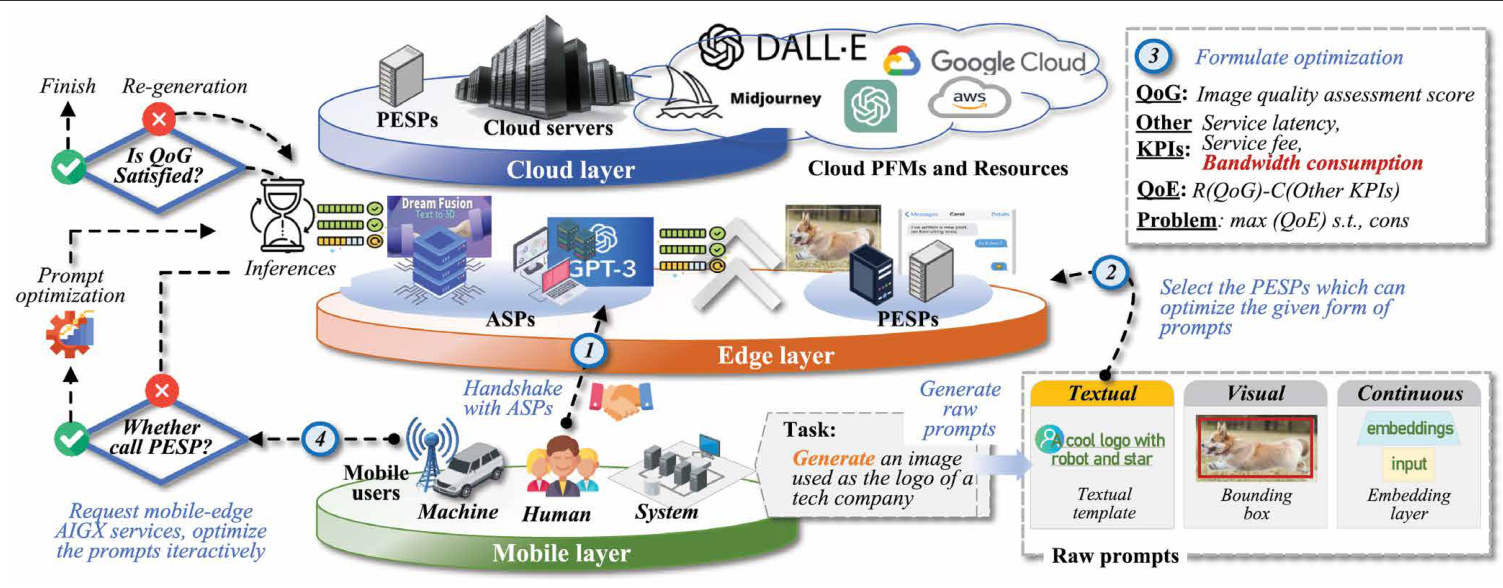 Finish
Re-generation
Is QoG
Satisfied?
Prompt
optimization
Inferences
Whether
call PESP?
4
Request mobile-edge
AIGX services, optimize
the prompts iteractively
PESPs
Cloud servers
Cloud layer
DALL·E
Midjourney
Google Cloud
aws
Cloud PFMs and Resources
Dream Fusion
Text to 3D
GPT-3
ASPs
Messages
Carol
Details
PESPs
Edge layer
1
Handshake
with ASPs
Mobile
users
Machine
Human
System
Mobile layer
Task:
Generate an image
used as the logo of a
tech company
Generate
raw
prompts
3
Formulate optimization
QoG: Image quality assessment score
Other Service latency,
KPIs: Service fee,
Bandwidth consumption
QoE: R(QoG)-C(Other KPIs)
Problem: max (QoE) s.t., cons
2
Select the PESPs which can
optimize the given form of
prompts
Textual
A cool logo with
robot and star
Textual
template
Visual
Bounding
box
Continuous
embeddings
input
Embedding
layer
Raw prompts